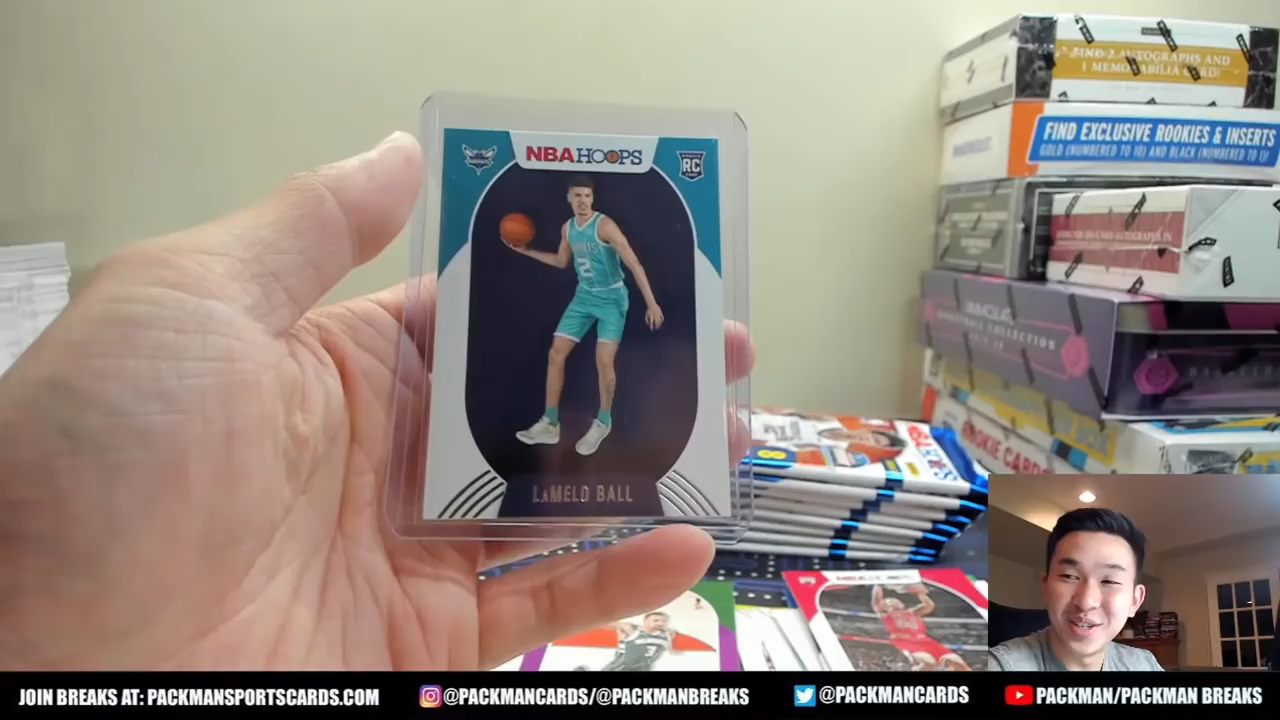 NBA HOOPS
RC
HORNETS
2
LAMELO BALL
FIND 2 AUTOGRAPHS AND
1 MEMORABILIA CARD!
FIND EXCLUSIVE ROOKIES & INSERTS
GOLD (NUMBERED TO 10) AND BLACK (NUMBERED TO 1)
IMMACULATE
BASKETBALL COLLECTION
ROOKIE CARDS
JOIN BREAKS AT: PACKMANSPORTSCARDS.COM
@PACKMANCARDS/@PACKMANBREAKS
@PACKMANCARDS
PACKMAN/PACKMAN BREAKS